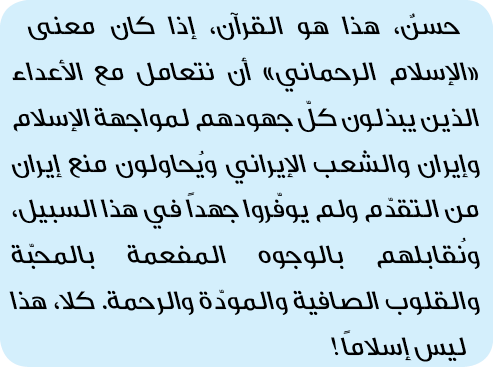 حسنٌ، هذا هو القرآن، إذا كان معنى
«الإسلام الرحماني» أن نتعامل مع الأعداء
الذين يبذلون كلّ جهودهم لمواجهة الإسلام
وإيران والشعب الإيراني ويُحاولون منع إيران
من التقدّم ولم يوفّروا جهداً في هذا السبيل،
ونُقابلهم بالوجوه المفعمة بالمحبّة
والقلوب الصافية والمودّة والرحمة. كلا، هذا
ليس إسلاماً!